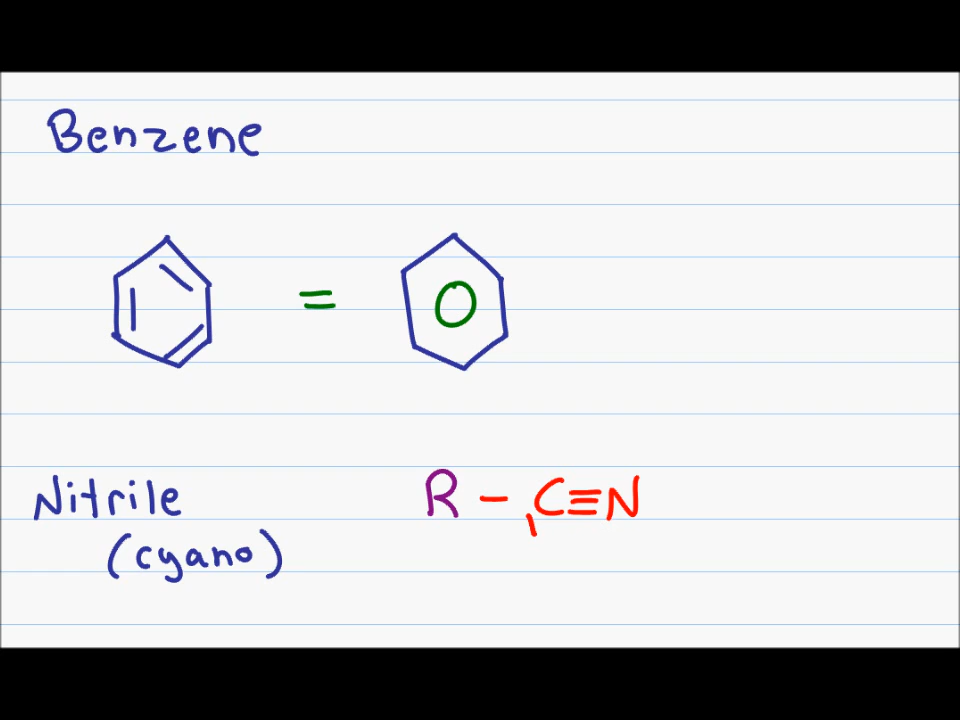 Benzene
=
Nitrile R - C≡N
(cyano)